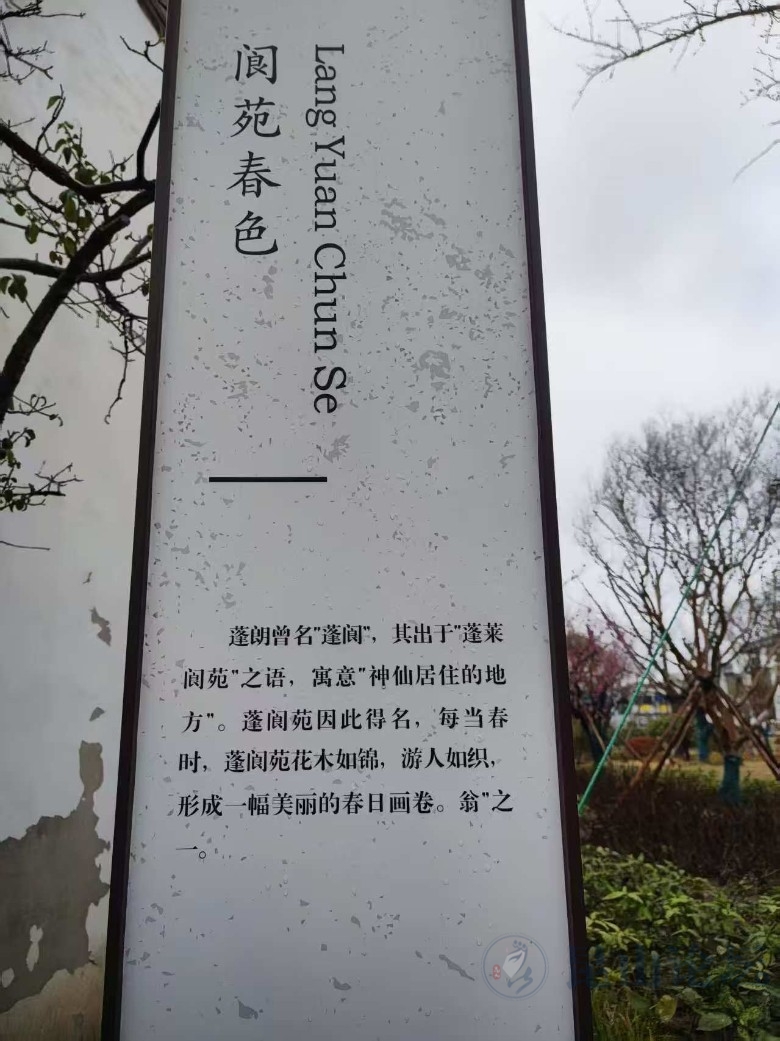 阆苑春色
Lang Yuan Chun Se
蓬朗曾名"蓬阆"，其出于"蓬莱
阆苑"之语，寓意"神仙居住的地
方"。蓬阆苑因此得名，每当春
时，蓬阆苑花木如锦，游人如织，
形成一幅美丽的春日画卷。翁"之
一。